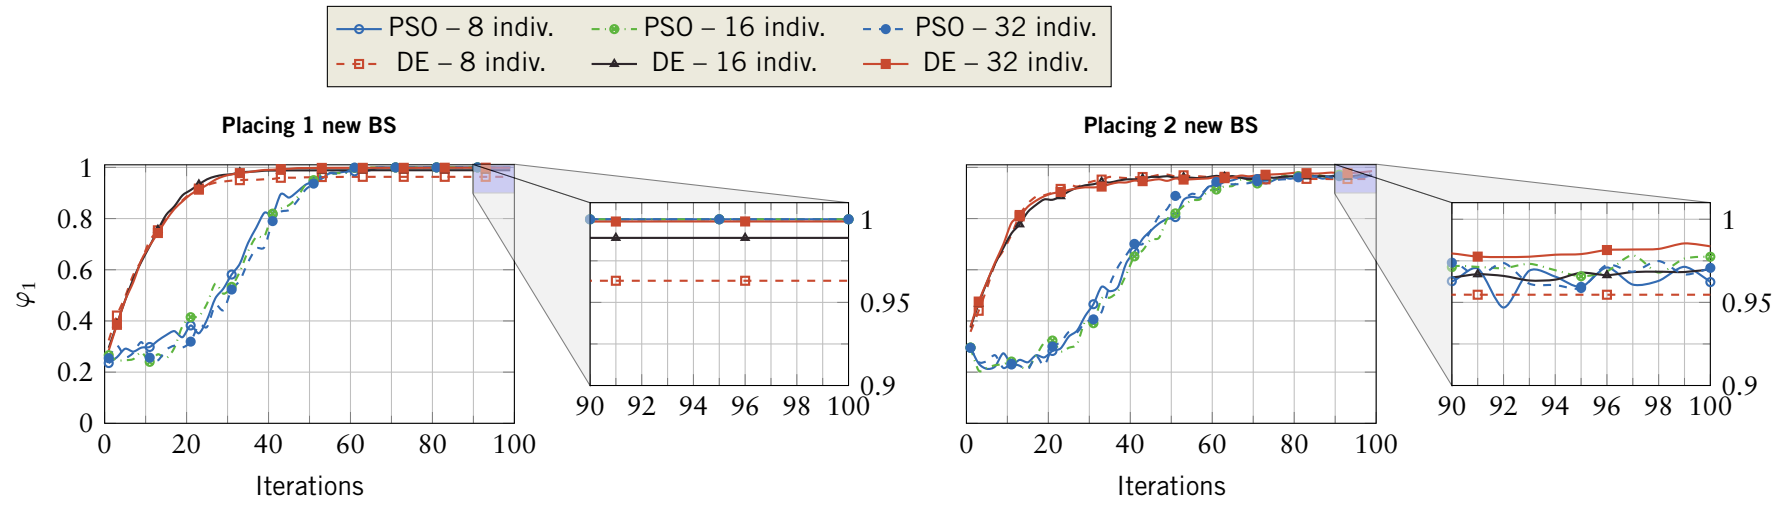 PSO – 8 indiv. PSO – 16 indiv. PSO – 32 indiv.
DE – 8 indiv. DE – 16 indiv. DE – 32 indiv.
Placing 1 new BS
1
0.8
0.6
0.4
0.2
0
φ1
0 20 40 60 80 100
Iterations
1
0.95
0.9
90 92 94 96 98 100
Placing 2 new BS
0 20 40 60 80 100
Iterations
1
0.95
0.9
90 92 94 96 98 100